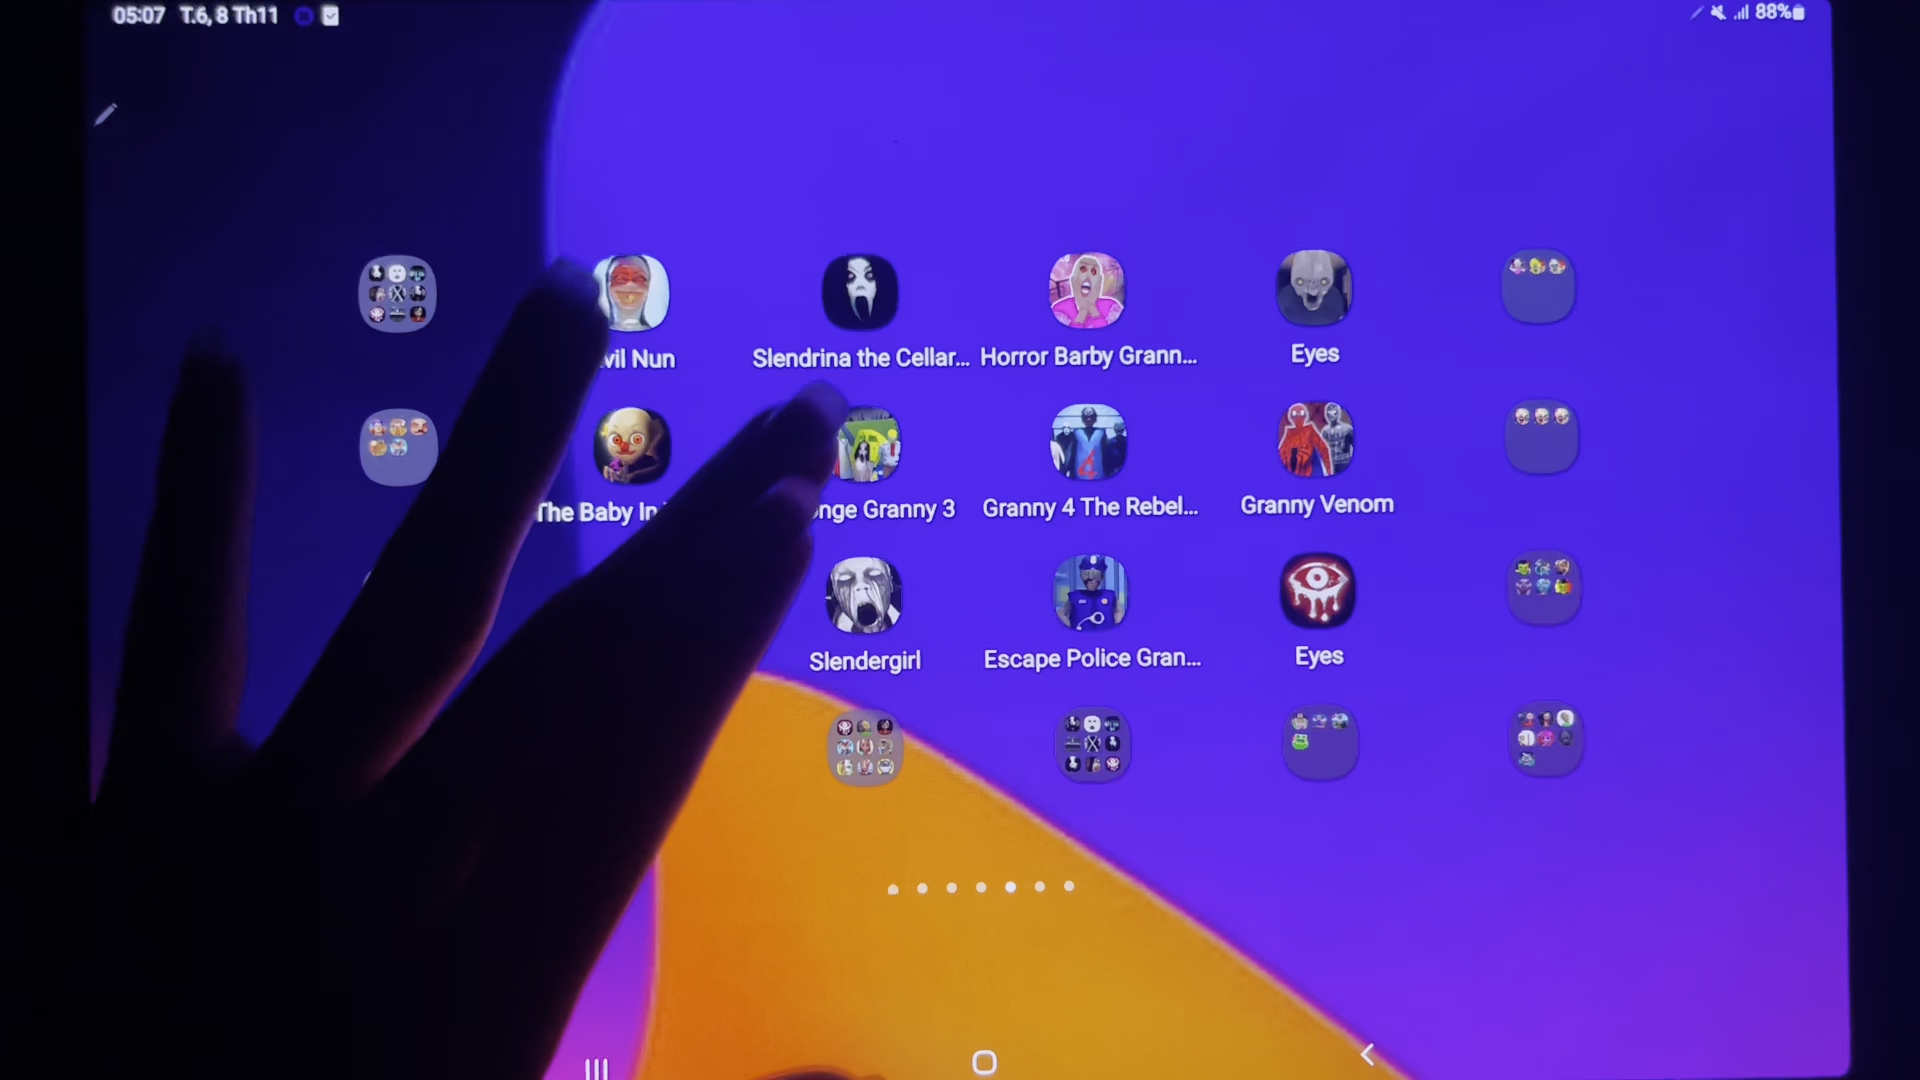 05:07 T.6, 8 Th11
88%
vil Nun
Slendrina the Cellar...
Horror Barby Grann...
Eyes
The Baby In
nge Granny 3
Granny 4 The Rebel...
Granny Venom
Slendergirl
Escape Police Gran...
Eyes